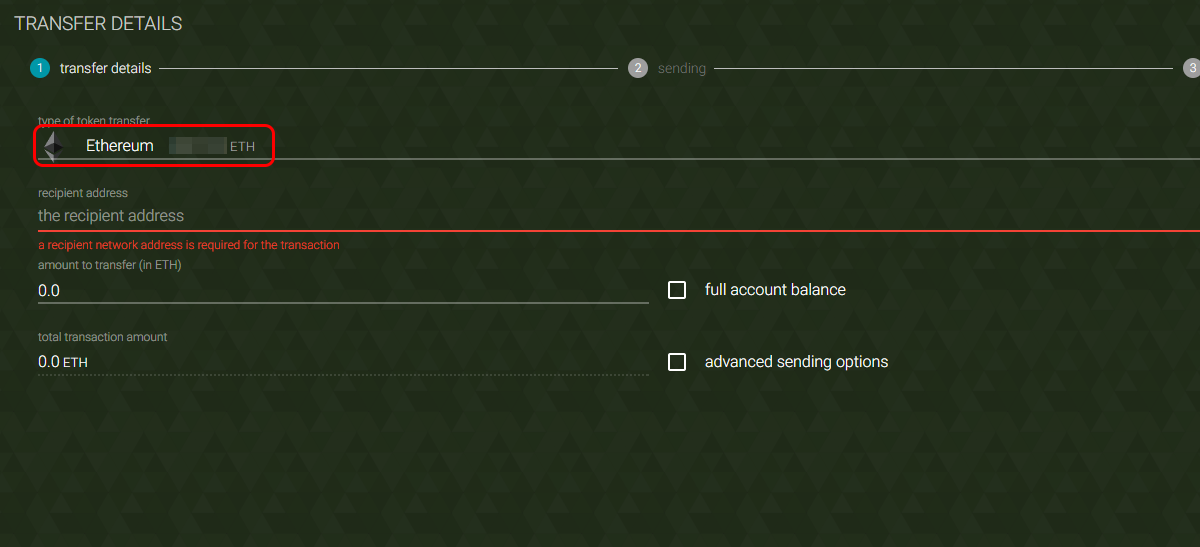 TRANSFER DETAILS
1 transfer details 2 sending 3
type of token transfer
Ethereum ETH
recipient address
the recipient address
a recipient network address is required for the transaction
amount to transfer (in ETH)
0.0 full account balance
total transaction amount
0.0 ETH advanced sending options